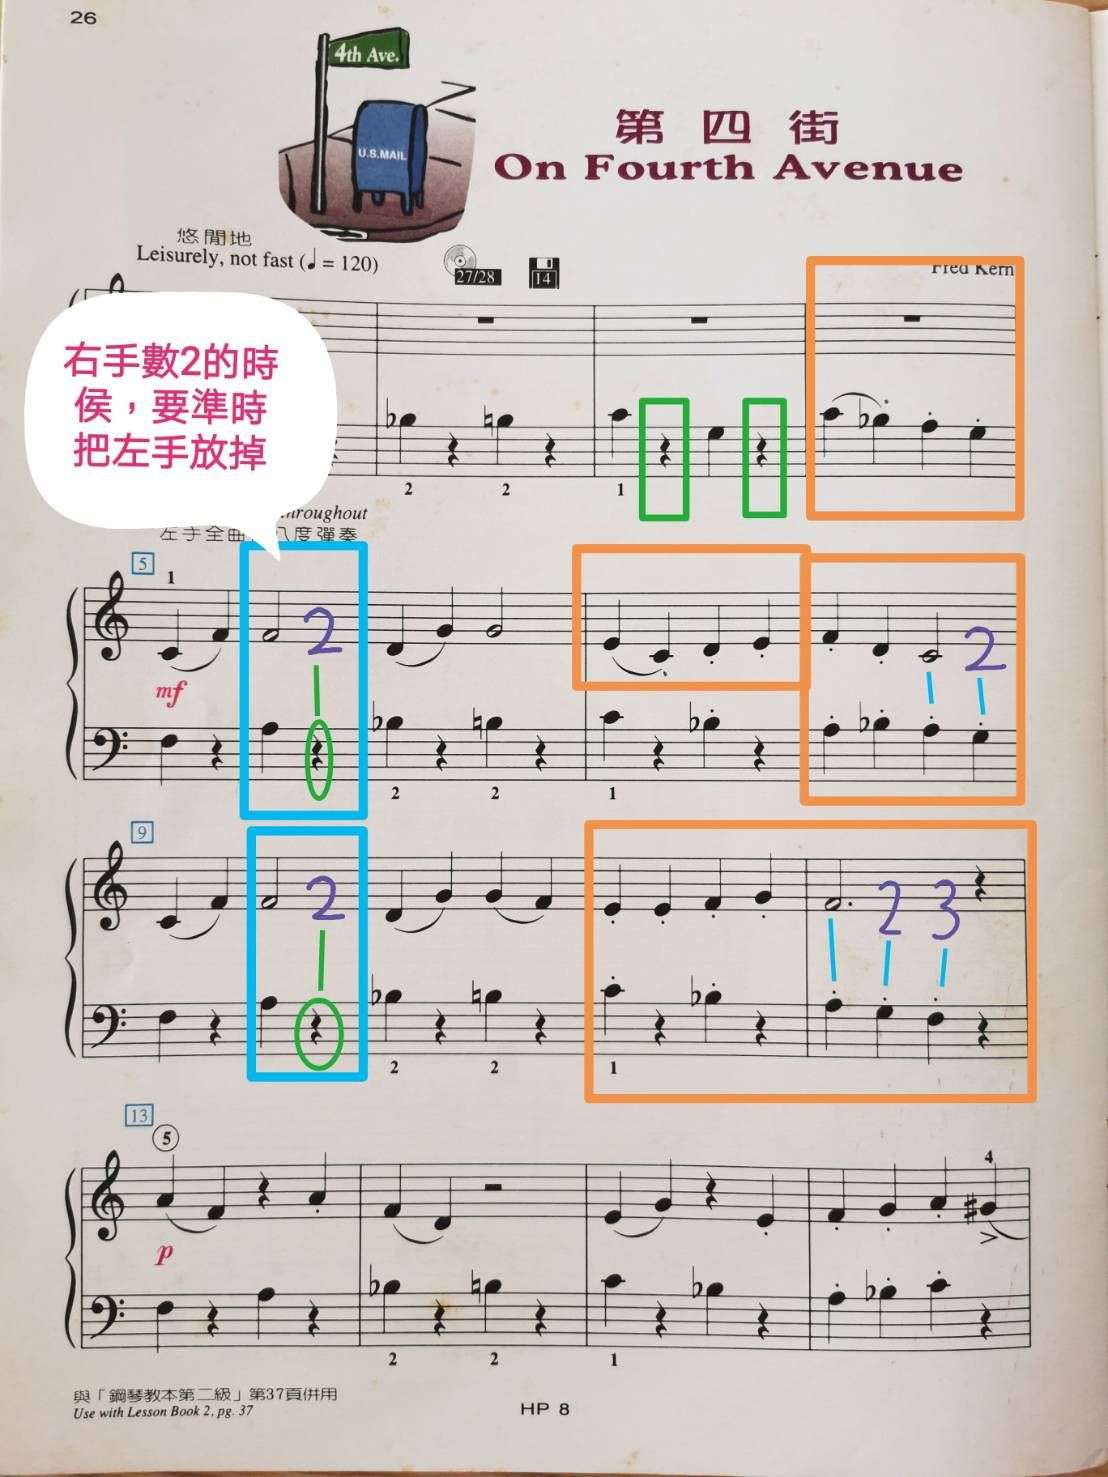 26
4th Ave.
U.S.MAIL
第四街
On Fourth Avenue
悠閒地
Leisurely, not fast (♩ = 120)
27/28
14
Fred Kern
右手數2的時
侯，要準時
把左手放掉
2 2 1
throughout
左手全曲 八度彈奏
5
1
2
2
mf
2 2 1
9
2
2 3
2 2 1
13
5
4
p
2 2 1
與「鋼琴教本第二級」第37頁併用
Use with Lesson Book 2, pg. 37
HP 8